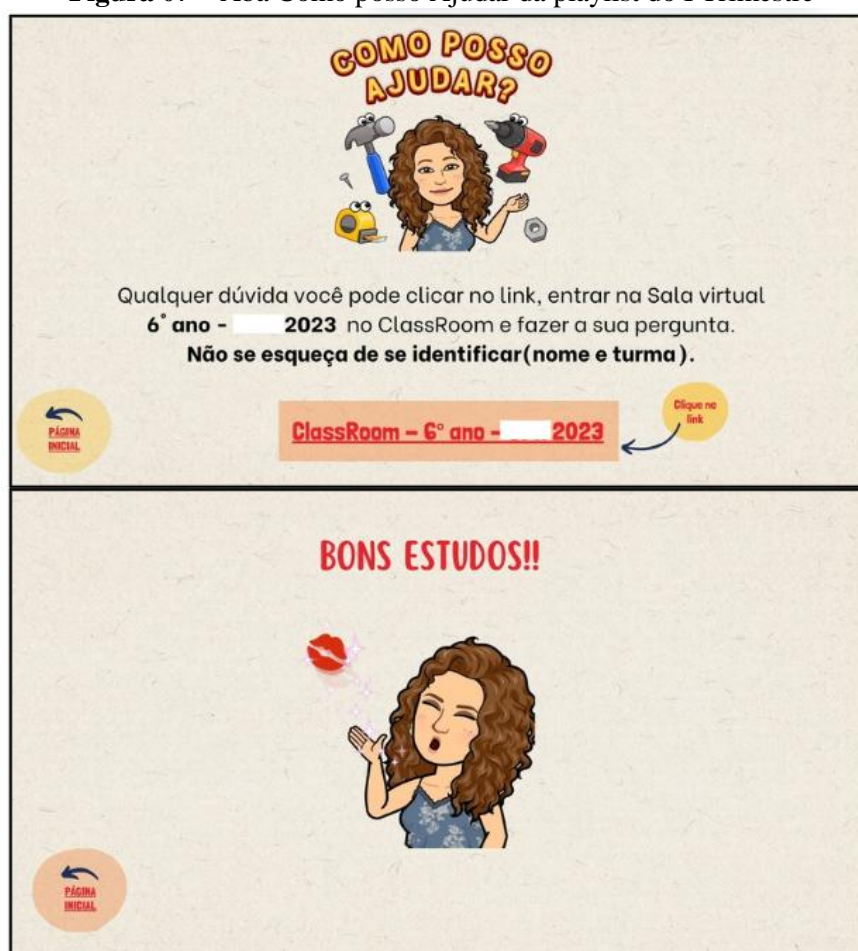 COMO POSSO
AJUDAR?
Qualquer dúvida você pode clicar no link, entrar na Sala virtual
6° ano - 2023 no ClassRoom e fazer a sua pergunta.
Não se esqueça de se identificar(nome e turma).
Clique no
link
PÁGINA
INICIAL
ClassRoom – 6° ano - 2023
BONS ESTUDOS!!
PÁGINA
INICIAL